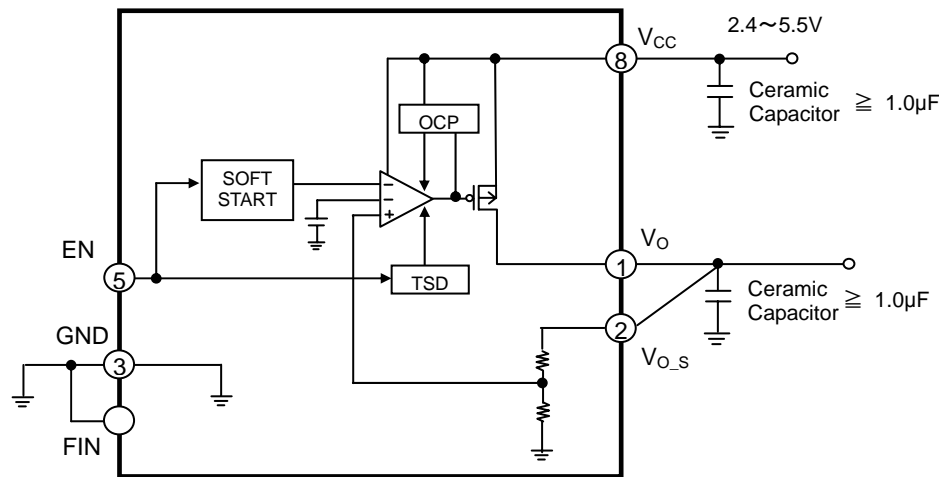 2.4～5.5V
VCC
8
Ceramic
Capacitor ≧ 1.0µF
OCP
SOFT
START
−
−
+
EN
5
TSD
VO
1
Ceramic
Capacitor ≧ 1.0µF
GND
3
2
VO_S
FIN